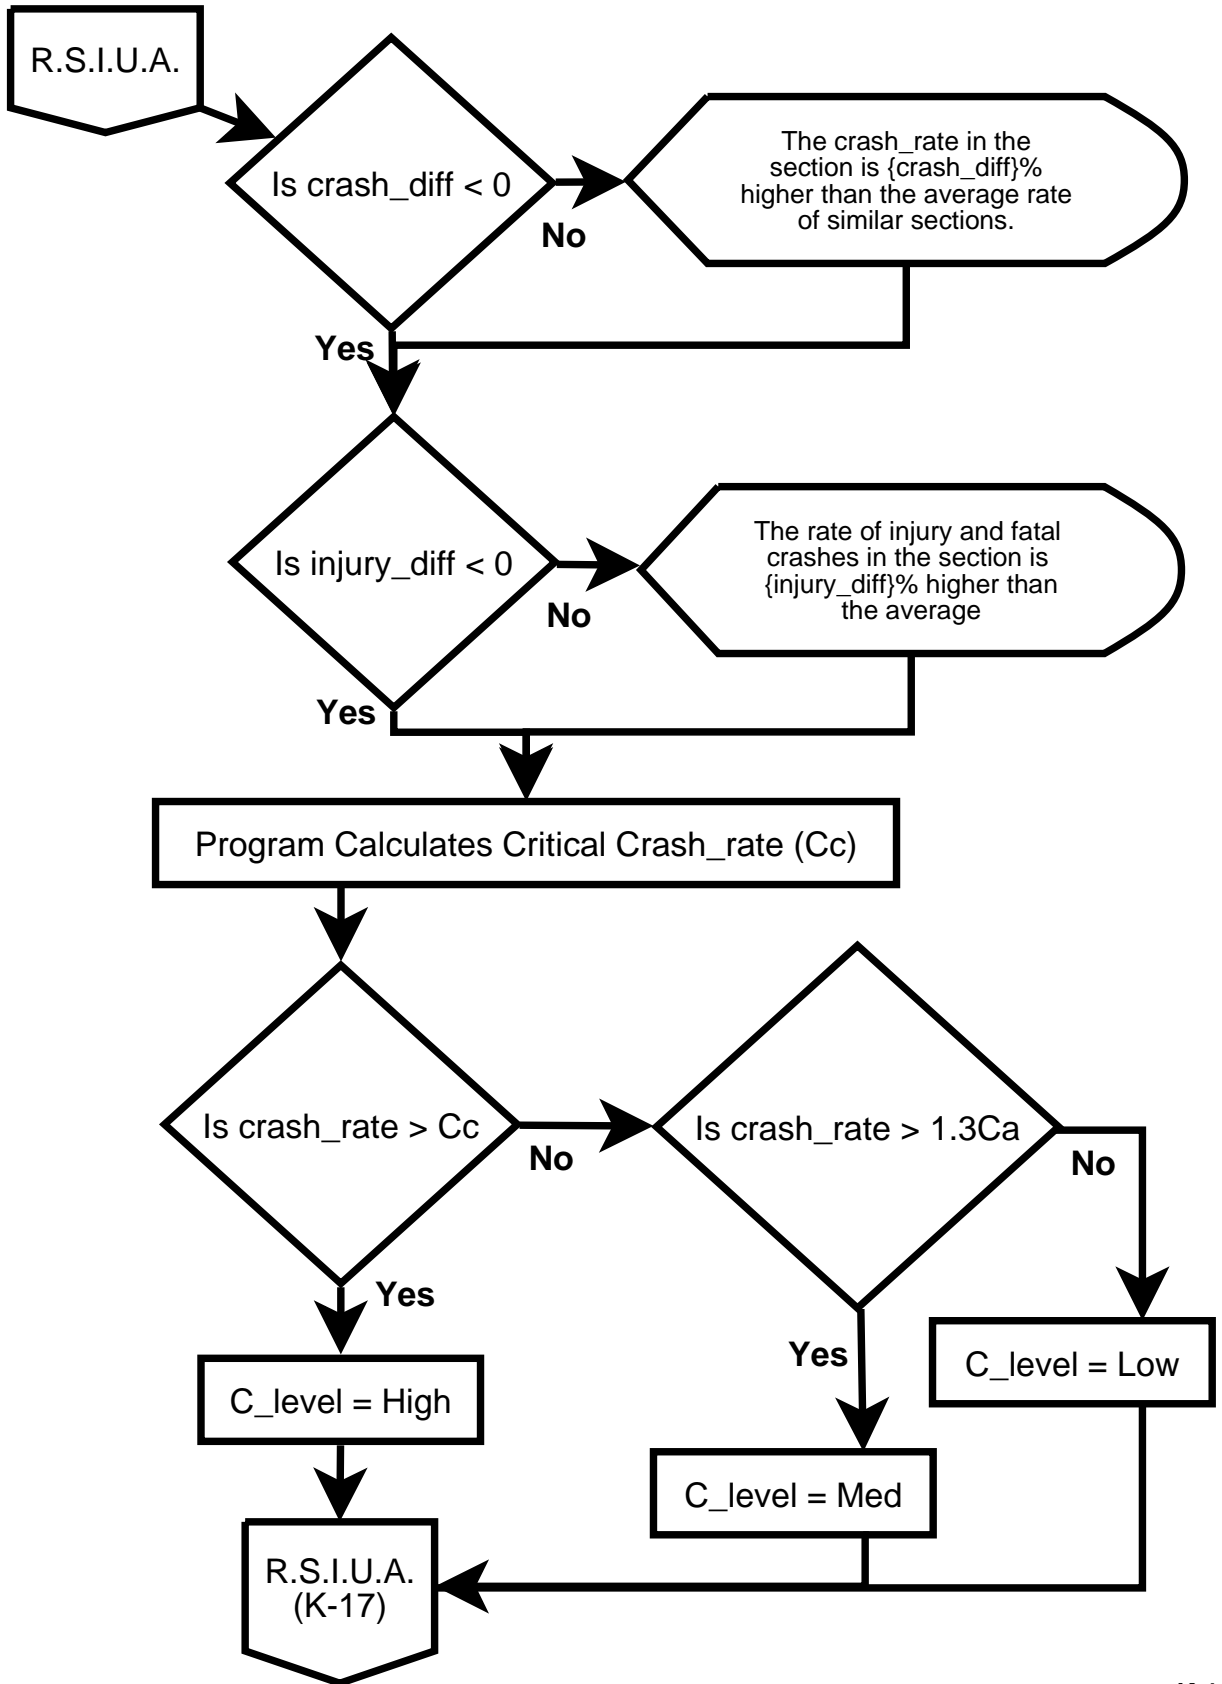 R.S.I.U.A.
Is crash_diff < 0
No
The crash_rate in the
section is {crash_diff}%
higher than the average rate
of similar sections.
Yes
Is injury_diff < 0
No
The rate of injury and fatal
crashes in the section is
{injury_diff}% higher than
the average
Yes
Program Calculates Critical Crash_rate (Cc)
Is crash_rate > Cc
No
Is crash_rate > 1.3Ca
No
Yes
Yes
C_level = Low
C_level = High
C_level = Med
R.S.I.U.A.
(K-17)